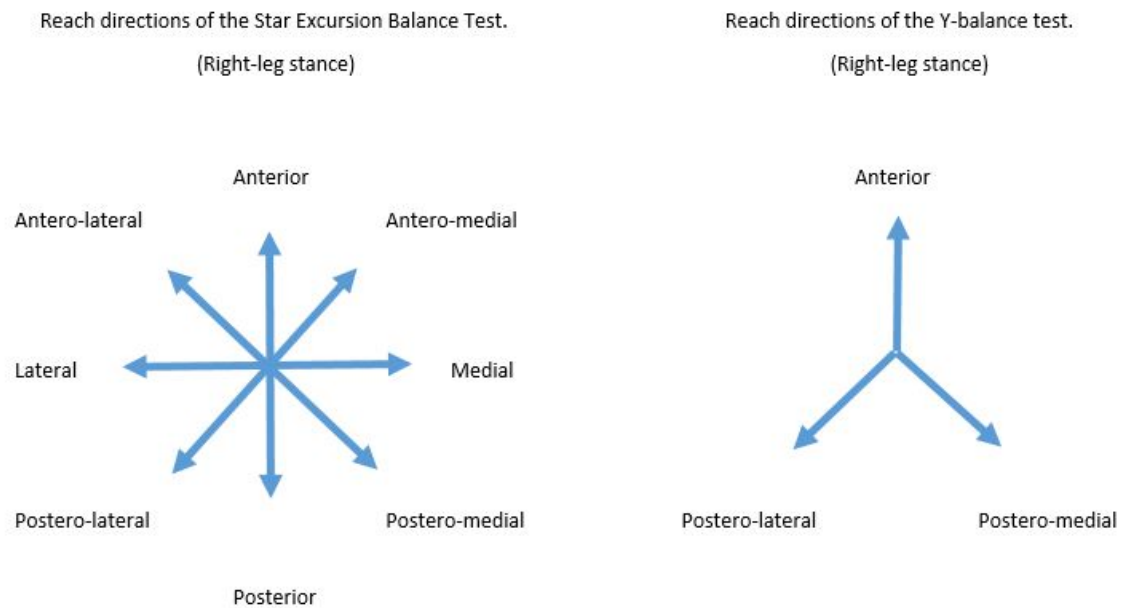 Reach directions of the Star Excursion Balance Test.
(Right-leg stance)
Anterior
Antero-lateral
Antero-medial
Lateral
Medial
Postero-lateral
Postero-medial
Posterior
Reach directions of the Y-balance test.
(Right-leg stance)
Anterior
Postero-lateral
Postero-medial